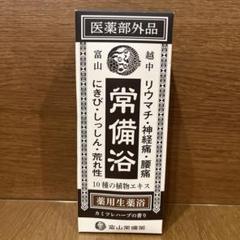 医薬部外品
越中
富山
リウマチ・神経痛・腰痛
常備浴
にきび・しっしん・荒れ性
10種の植物エキス
薬用生薬浴
カミツレハーブの香り
富山薬膳薬